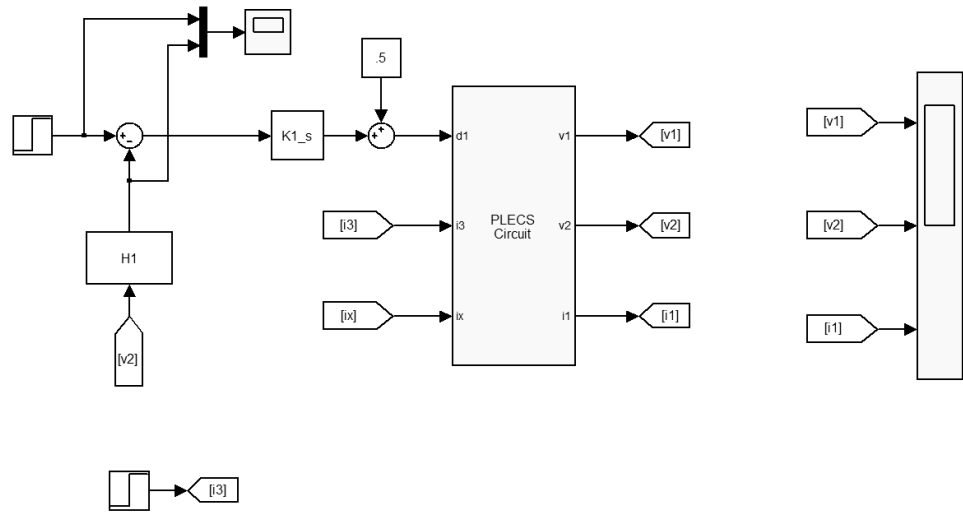 .5
+
-
K1_s
+
+
d1
v1
[v1]
[v1]
[i3]
i3
PLECS
Circuit
v2
[v2]
[v2]
H1
[ix]
ix
i1
[i1]
[i1]
[v2]
[i3]